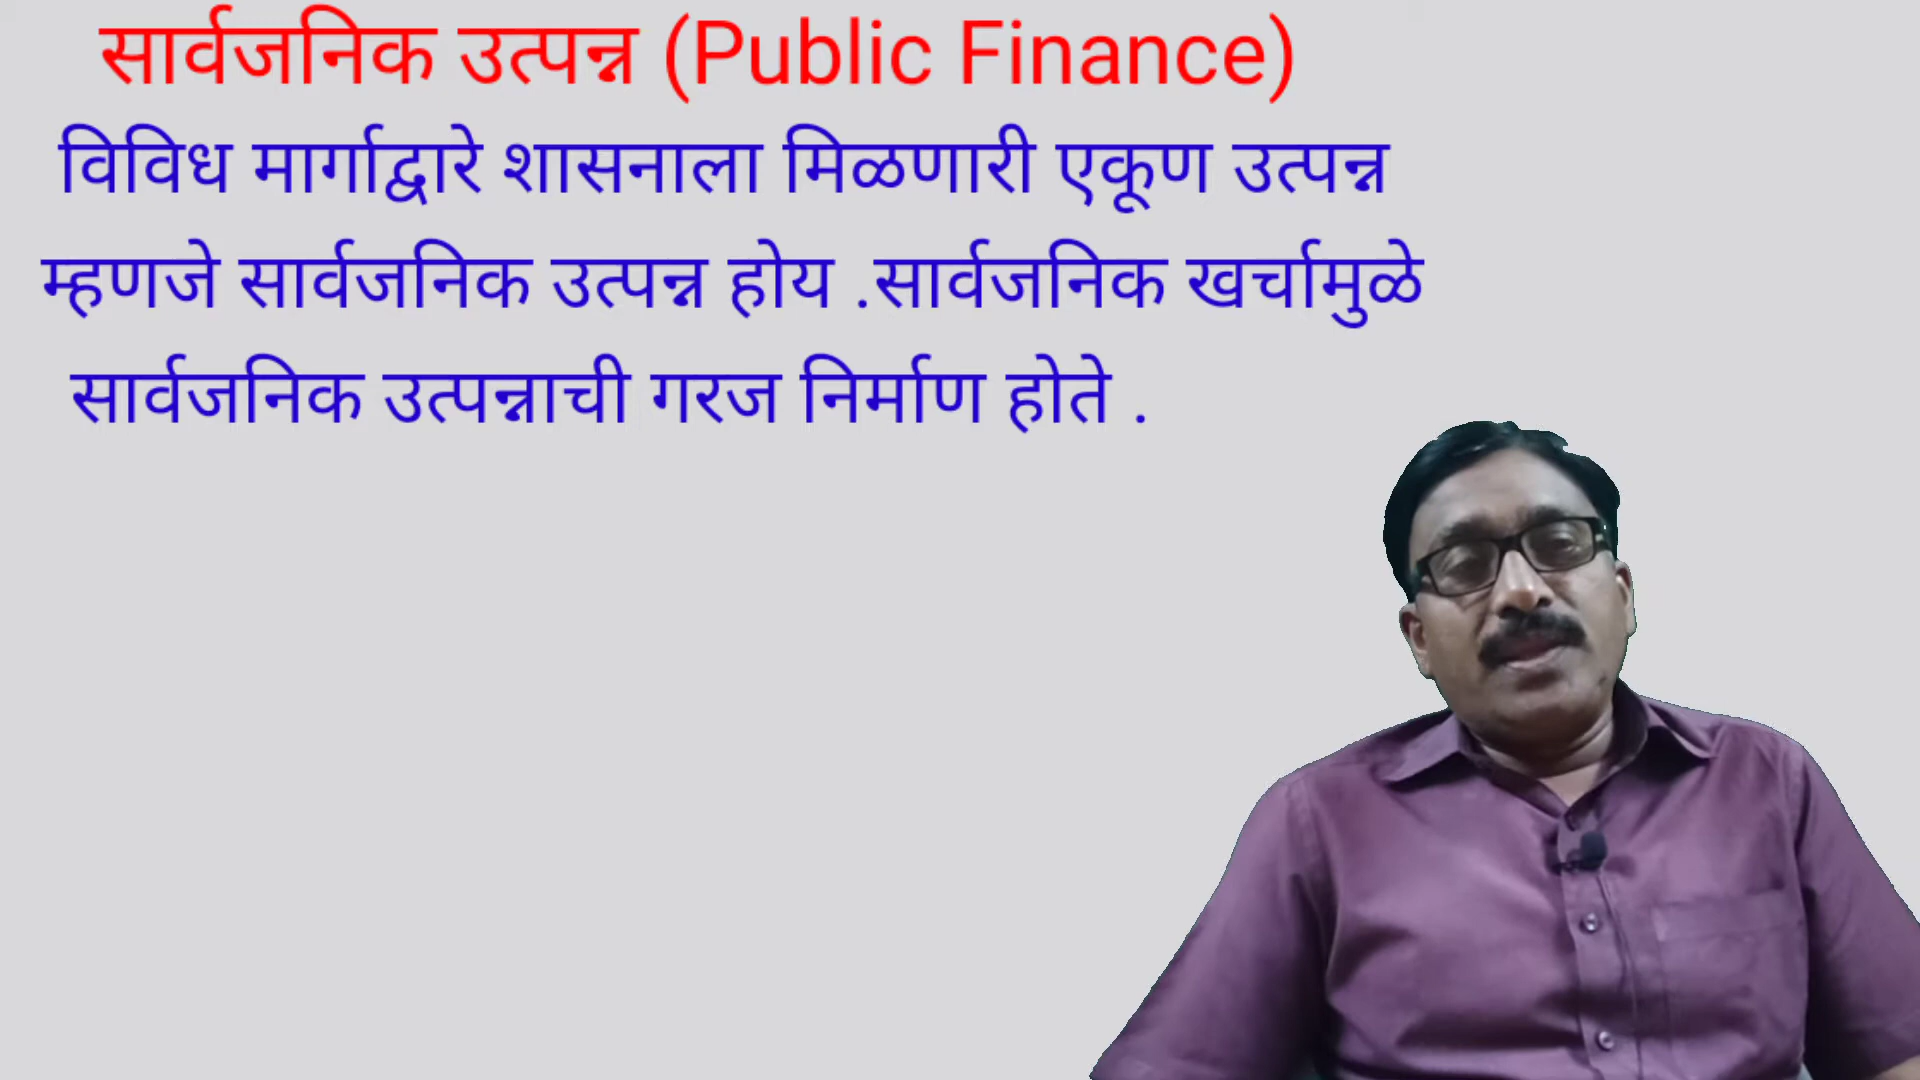 सार्वजनिक उत्पन्न (Public Finance)
विविध मार्गाद्वारे शासनाला मिळणारी एकूण उत्पन्न
म्हणजे सार्वजनिक उत्पन्न होय .सार्वजनिक खर्चामुळे
सार्वजनिक उत्पन्नाची गरज निर्माण होते .